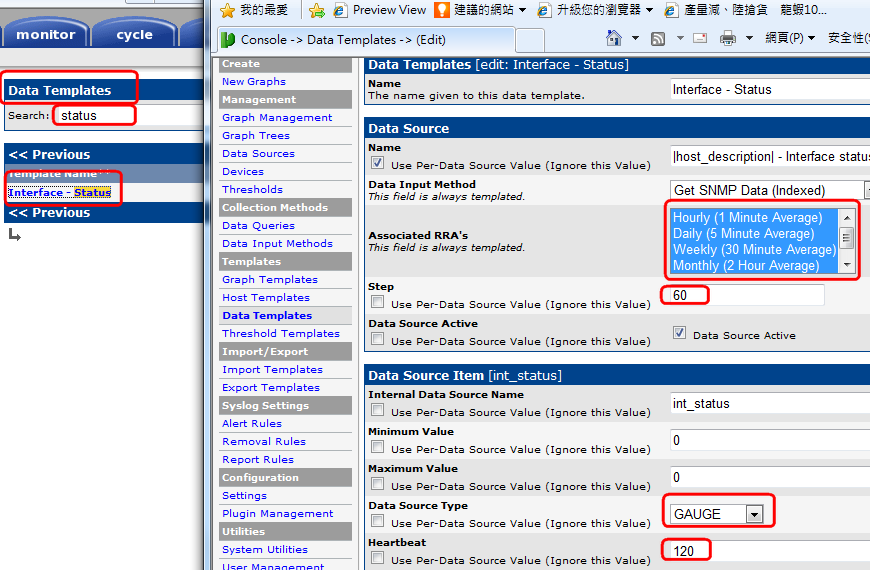 monitor
cycle
Data Templates
Search: status
<< Previous
Template Name**
Interface - Status
<< Previous
我的最愛
Preview View
建議的網站
升級您的瀏覽器
產量減、陸搶貨 龍蝦10...
Console -> Data Templates -> (Edit)
網頁(P)
安全性(S
Create
New Graphs
Management
Graph Management
Graph Trees
Data Sources
Devices
Thresholds
Collection Methods
Data Queries
Data Input Methods
Templates
Graph Templates
Host Templates
Data Templates
Threshold Templates
Import/Export
Import Templates
Export Templates
Syslog Settings
Alert Rules
Removal Rules
Report Rules
Configuration
Settings
Plugin Management
Utilities
System Utilities
User Management
Data Templates [edit: Interface - Status]
Name
The name given to this data template.
Interface - Status
Data Source
Name
Use Per-Data Source Value (Ignore this Value)
|host_description| - Interface status
Data Input Method
This field is always templated.
Get SNMP Data (Indexed)
Associated RRA's
This field is always templated.
Hourly (1 Minute Average)
Daily (5 Minute Average)
Weekly (30 Minute Average)
Monthly (2 Hour Average)
Step
Use Per-Data Source Value (Ignore this Value)
60
Data Source Active
Use Per-Data Source Value (Ignore this Value)
Data Source Active
Data Source Item [int_status]
Internal Data Source Name
Use Per-Data Source Value (Ignore this Value)
int_status
Minimum Value
Use Per-Data Source Value (Ignore this Value)
0
Maximum Value
Use Per-Data Source Value (Ignore this Value)
0
Data Source Type
Use Per-Data Source Value (Ignore this Value)
GAUGE
Heartbeat
Use Per-Data Source Value (Ignore this Value)
120